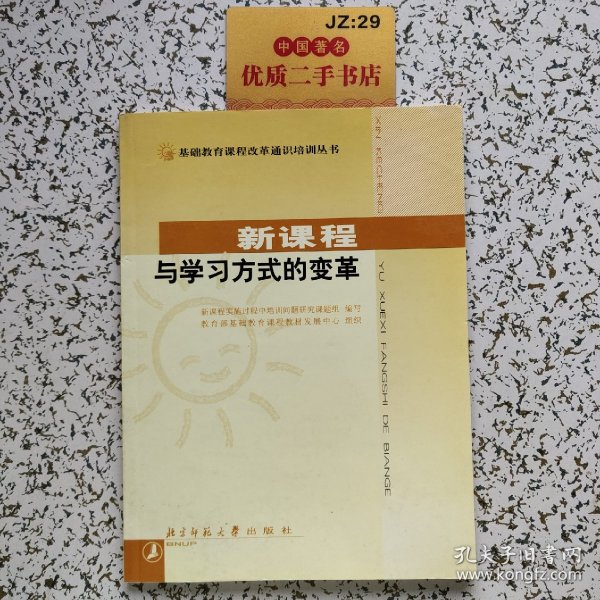 JZ:29
中国著名
优质二手书店
基础教育课程改革通识培训丛书
新课程
与学习方式的变革
新课程实施过程中培训问题研究课题组 编写
教育部基础教育课程教材发展中心 组织
YU XUEXI FANGSHI DE BIANGE
北京师范大学出版社
BNUP
孔夫子旧书网
www.kongfz.com